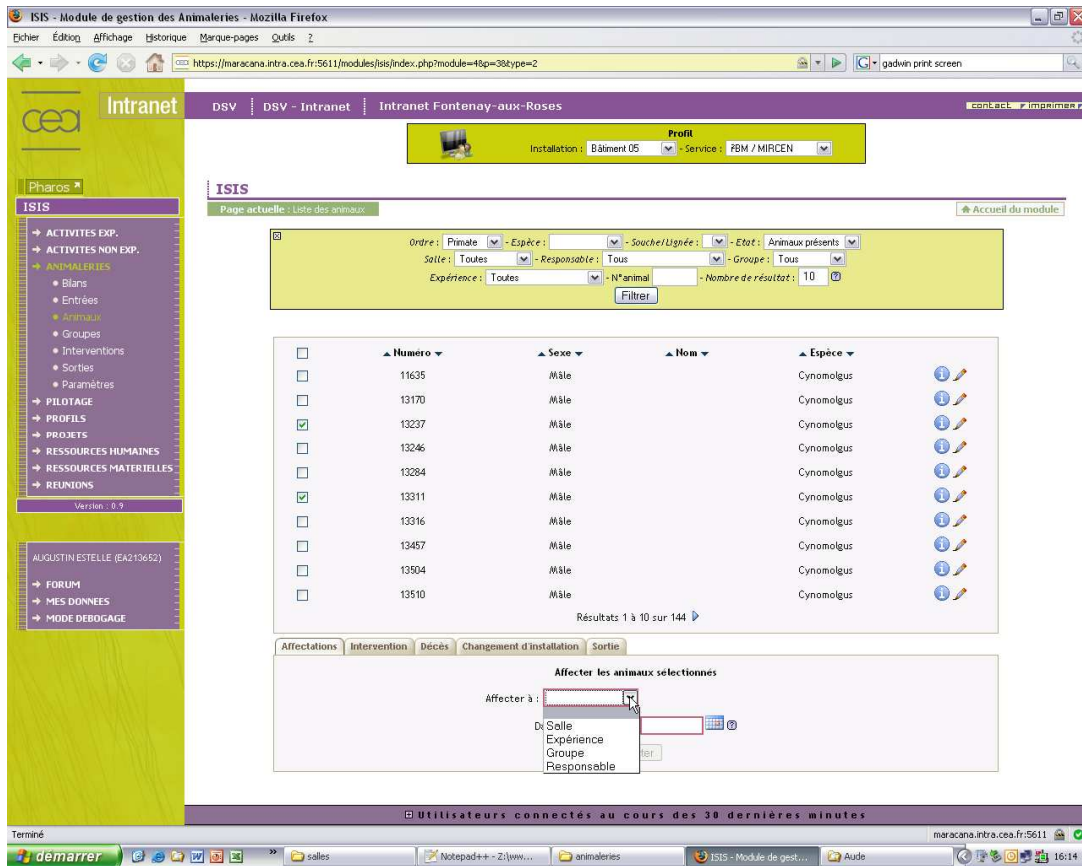 ISIS - Module de gestion des Animaleries - Mozilla Firefox
Fichier Édition Affichage Historique Marque-pages Outils ?
https://maracana.intra.cea.fr:5611/modules/isis/index.php?module=4&p=3&type=2
gadwin print screen
cea Intranet
DSV DSV - Intranet Intranet Fontenay-aux-Roses
contact imprimer
Profil
Installation : Bâtiment 05 - Service : I²BM / MIRCEN
Pharos
ISIS
ISIS
Page actuelle : Liste des animaux
Accueil du module
ACTIVITES EXP.
ACTIVITES NON EXP.
ANIMALERIES
Bilans
Entrées
Animaux
Groupes
Interventions
Sorties
Paramètres
PILOTAGE
PROFILS
PROJETS
RESSOURCES HUMAINES
RESSOURCES MATERIELLES
REUNIONS
Version : 0.9
AUGUSTIN ESTELLE (EA213652)
FORUM
MES DONNEES
MODE DEBOGAGE
Ordre : Primate - Espèce : - Souche/Lignée : - Etat : Animaux présents
Salle : Toutes - Responsable : Tous - Groupe : Tous
Expérience : Toutes - N°animal - Nombre de résultat : 10
Filtrer
Numéro Sexe Nom Espèce
11635 Mâle Cynomolgus
13170 Mâle Cynomolgus
13237 Mâle Cynomolgus
13246 Mâle Cynomolgus
13284 Mâle Cynomolgus
13311 Mâle Cynomolgus
13316 Mâle Cynomolgus
13457 Mâle Cynomolgus
13504 Mâle Cynomolgus
13510 Mâle Cynomolgus
Résultats 1 à 10 sur 144
Affectations Intervention Décès Changement d'installation Sortie
Affecter les animaux sélectionnés
Affecter à :
Salle
Expérience
Groupe
Responsable
Utilisateurs connectés au cours des 30 dernières minutes
Terminé
maracana.intra.cea.fr:5611
démarrer
salles
Notepad++ - Z:\ww...
animaleries
ISIS - Module de gest...
Aude
16:14